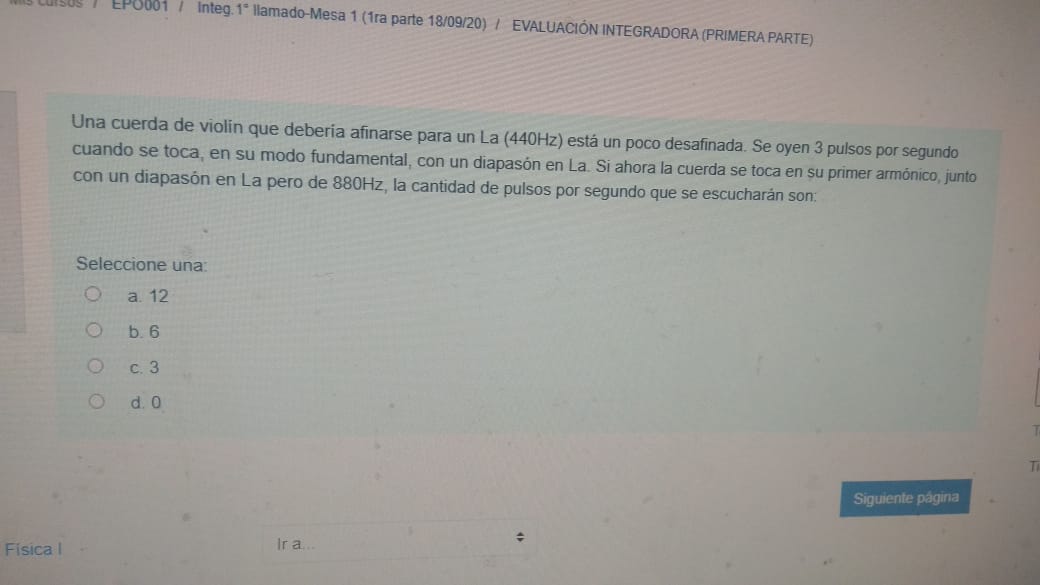 Mis cursos / EPO001 / Integ.1° llamado-Mesa 1 (1ra parte 18/09/20) / EVALUACIÓN INTEGRADORA (PRIMERA PARTE)
Una cuerda de violín que debería afinarse para un La (440Hz) está un poco desafinada. Se oyen 3 pulsos por segundo
cuando se toca, en su modo fundamental, con un diapasón en La. Si ahora la cuerda se toca en su primer armónico, junto
con un diapasón en La pero de 880Hz, la cantidad de pulsos por segundo que se escucharán son:
Seleccione una:
a. 12
b. 6
c. 3
d. 0
Siguiente página
Física I
Ir a...